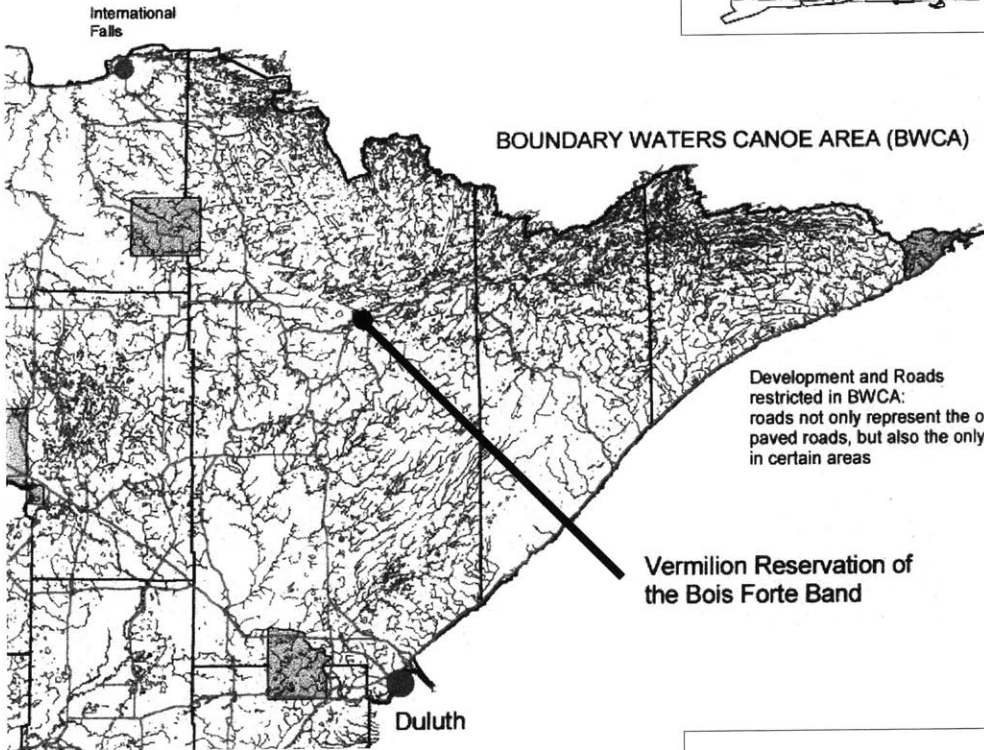 International
Falls
BOUNDARY WATERS CANOE AREA (BWCA)
Development and Roads
restricted in BWCA:
roads not only represent the o
paved roads, but also the only
in certain areas
Vermilion Reservation of
the Bois Forte Band
Duluth